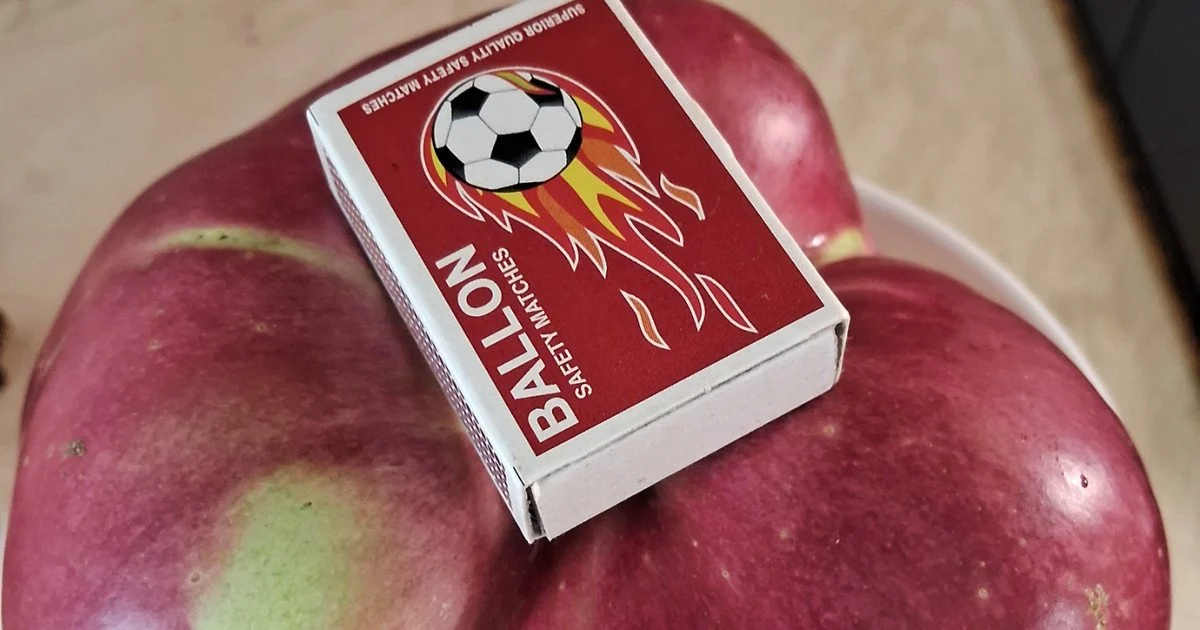 BALLON
SAFETY MATCHES
SUPERIOR QUALITY SAFETY MATCHES